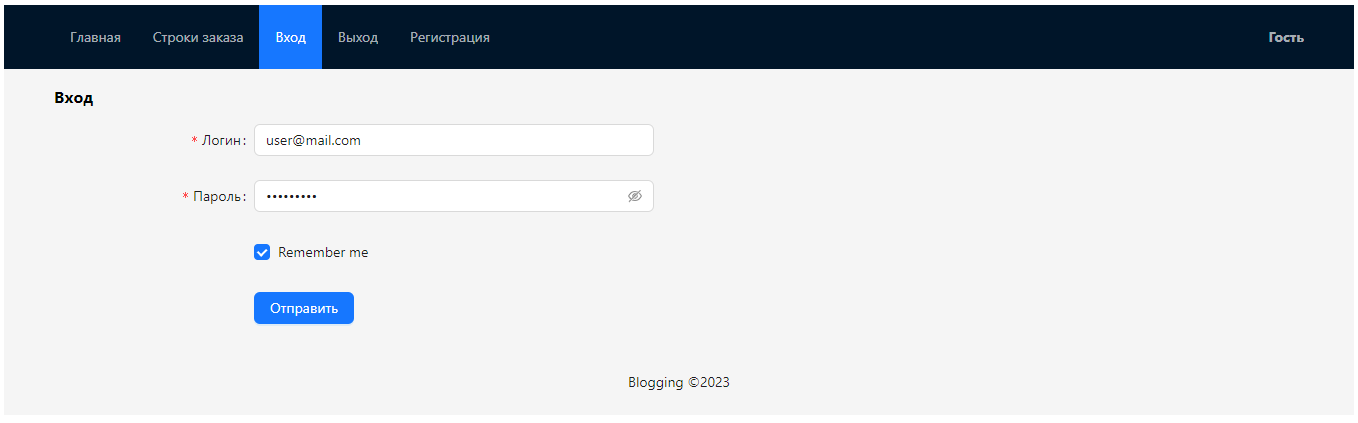 Главная Строки заказа Вход Выход Регистрация Гость
Вход
* Логин: user@mail.com
* Пароль: •••••••••
Remember me
Отправить
Blogging ©2023